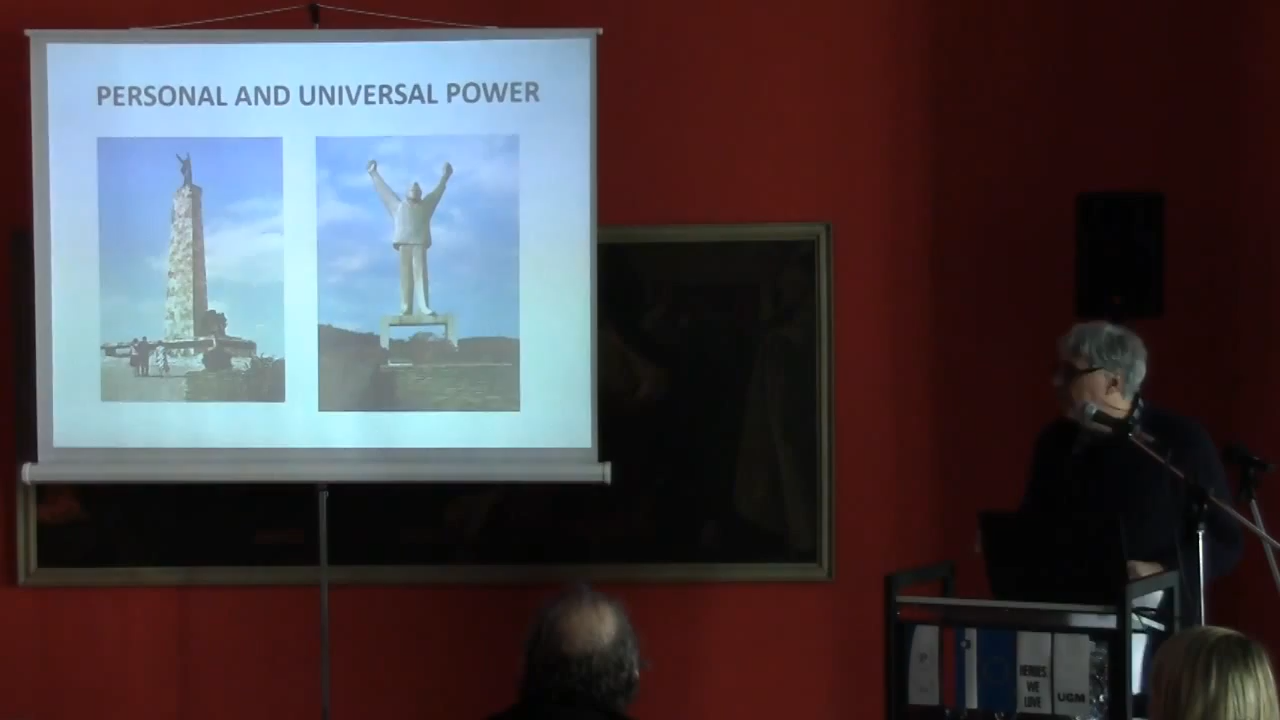 PERSONAL AND UNIVERSAL POWER
HEROES
WE
LOVE
UGM